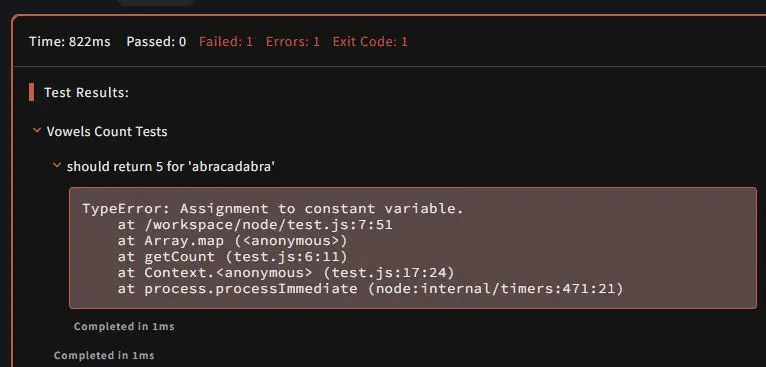 Time: 822ms Passed: 0 Failed: 1 Errors: 1 Exit Code: 1
Test Results:
Vowels Count Tests
should return 5 for 'abracadabra'
TypeError: Assignment to constant variable.
at /workspace/node/test.js:7:51
at Array.map (<anonymous>)
at getCount (test.js:6:11)
at Context.<anonymous> (test.js:17:24)
at process.processImmediate (node:internal/timers:471:21)
Completed in 1ms
Completed in 1ms